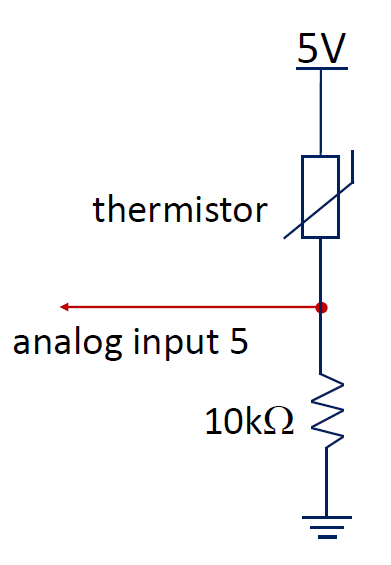 5V
thermistor
analog input 5
10kΩ